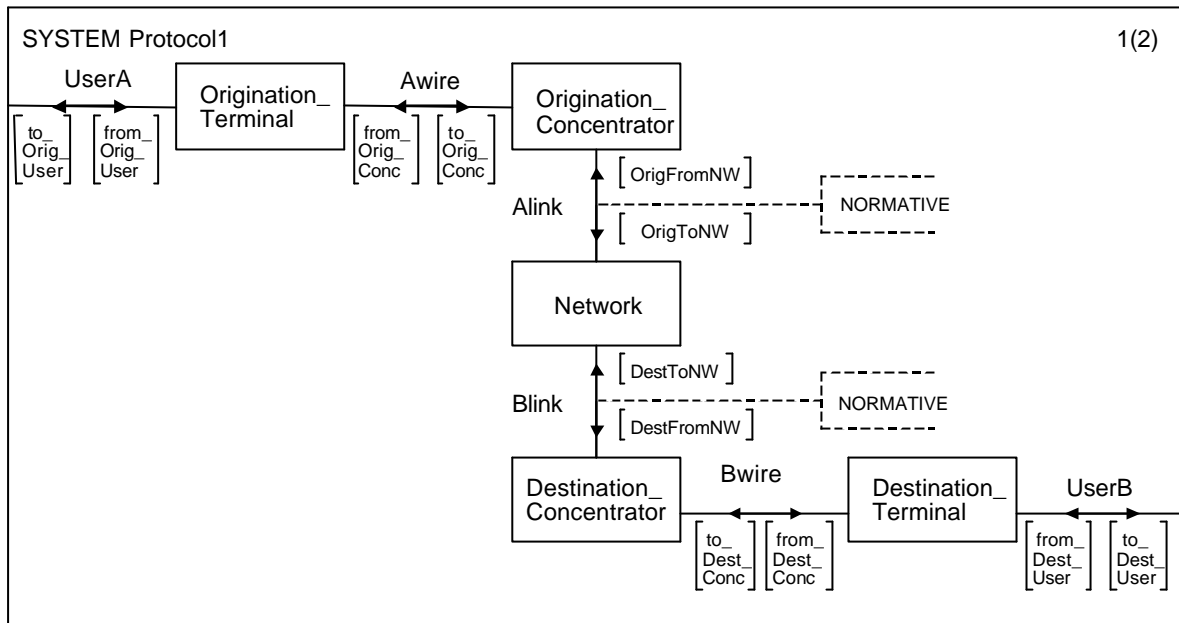 SYSTEM Protocol1
1(2)
UserA
Origination_
Terminal
Awire
Origination_
Concentrator
to_
Orig_
User
from_
Orig_
User
from_
Orig_
Conc
to_
Orig_
Conc
OrigFromNW
Alink
NORMATIVE
OrigToNW
Network
DestToNW
Blink
NORMATIVE
DestFromNW
Destination_
Concentrator
Bwire
Destination_
Terminal
UserB
to_
Dest_
Conc
from_
Dest_
Conc
from_
Dest_
User
to_
Dest_
User